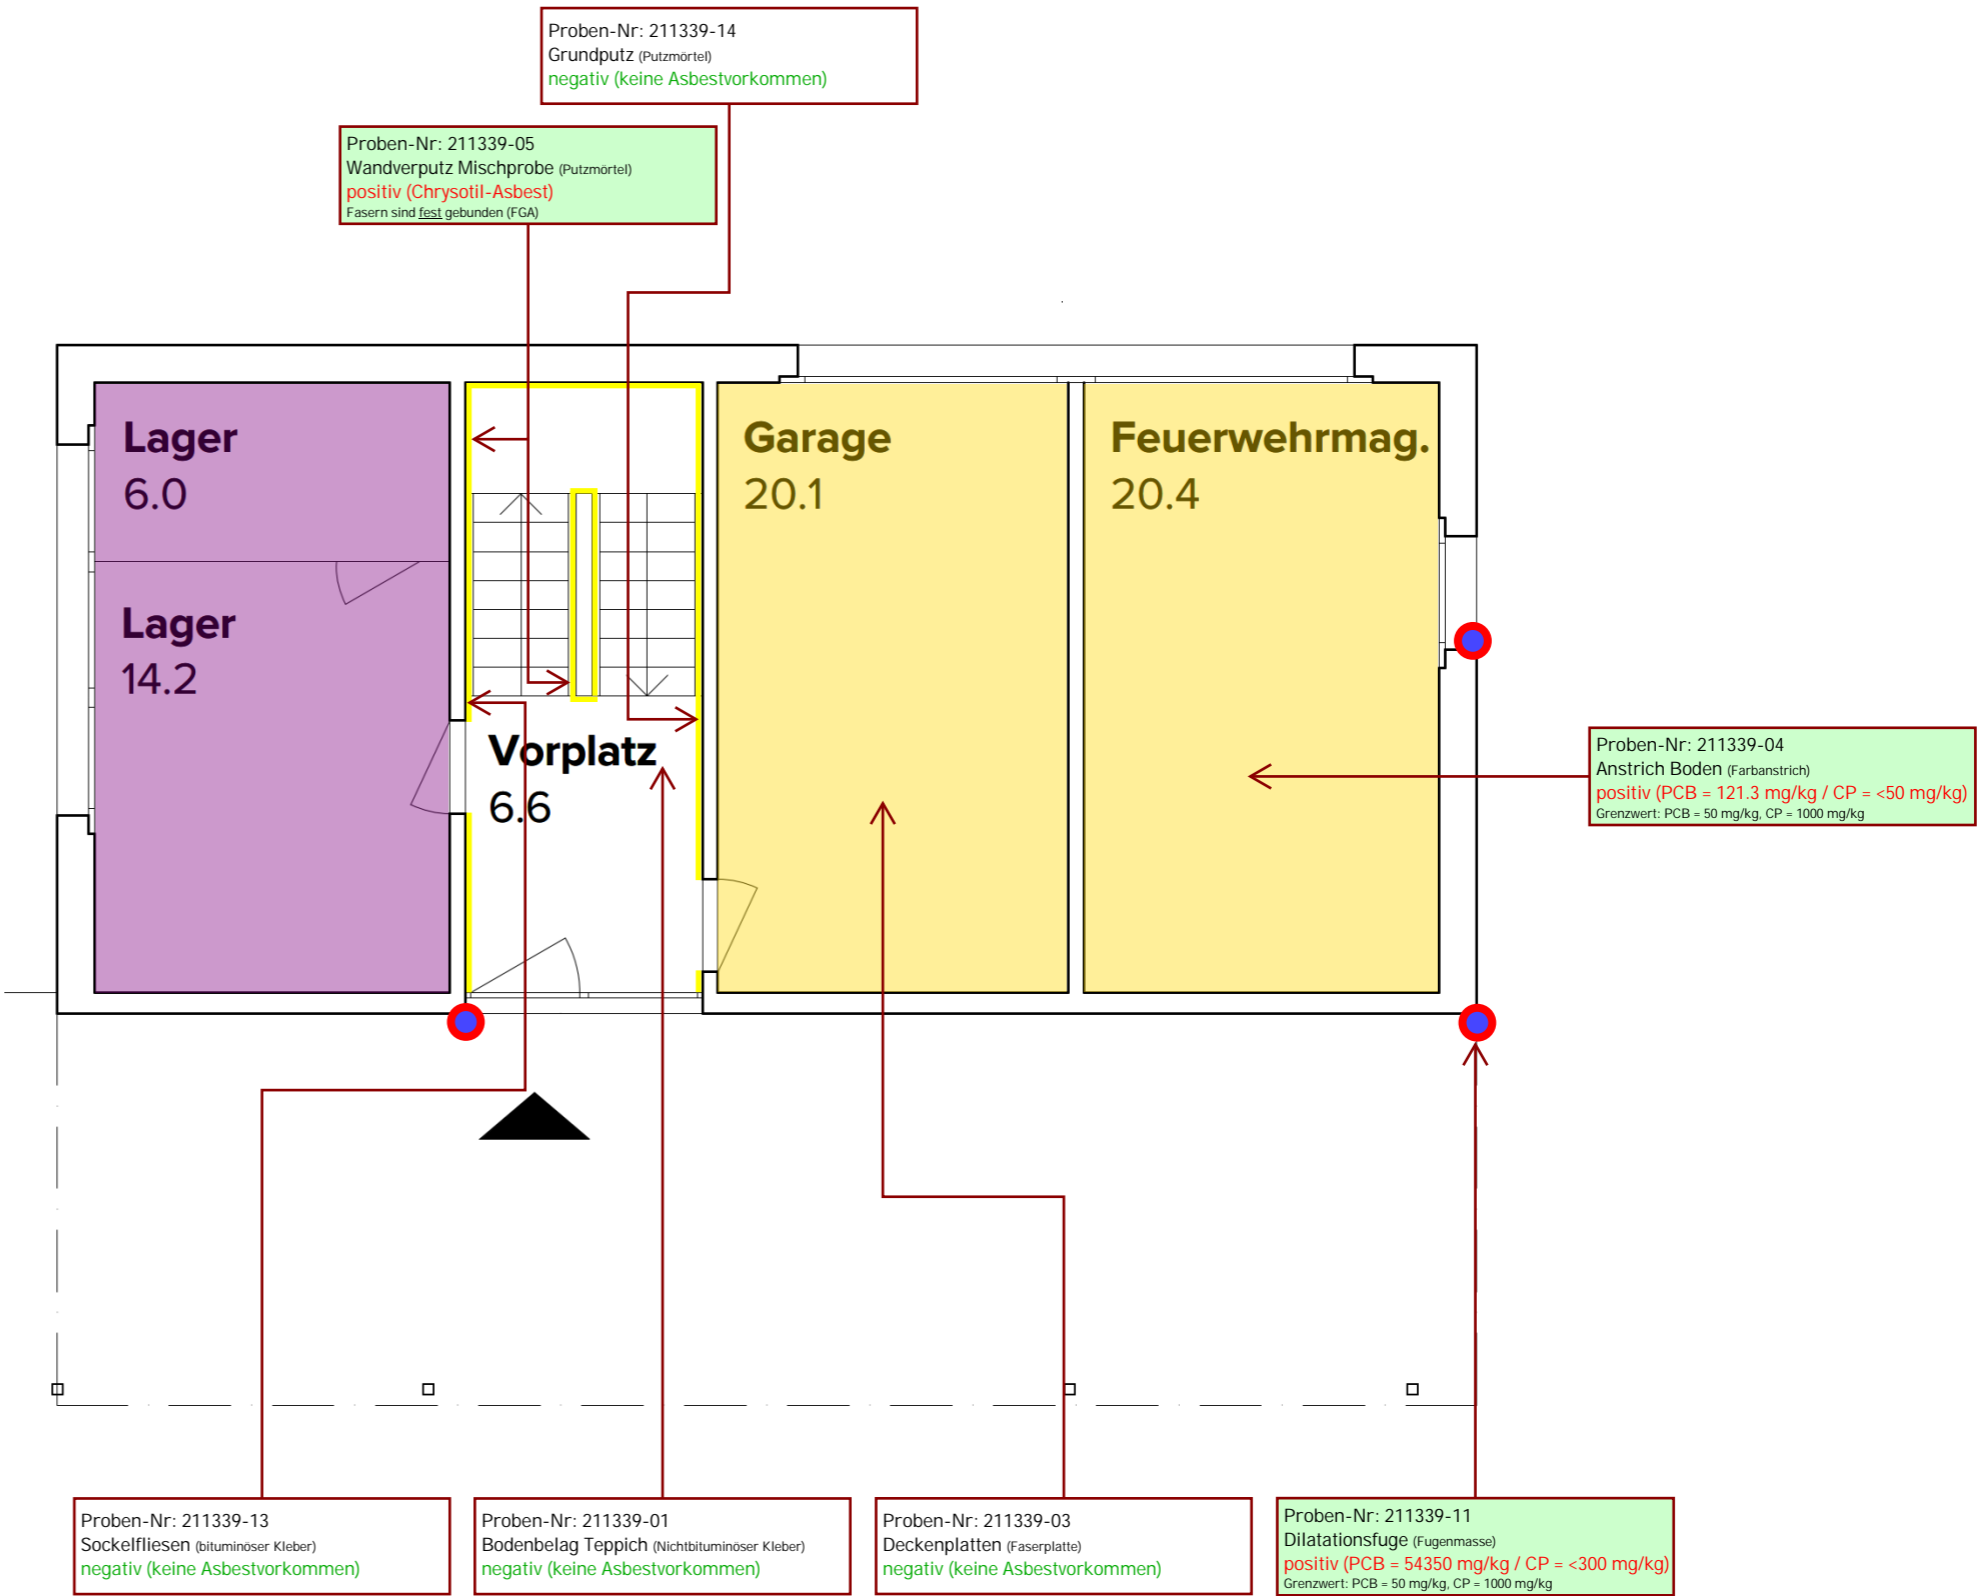 Proben-Nr: 211339-14
Grundputz (Putzmörtel)
negativ (keine Asbestvorkommen)
Proben-Nr: 211339-05
Wandverputz Mischprobe (Putzmörtel)
positiv (Chrysotil-Asbest)
Fasern sind fest gebunden (FGA)
Lager
6.0
Garage
20.1
Feuerwehrmag.
20.4
Lager
14.2
Vorplatz
6.6
Proben-Nr: 211339-04
Anstrich Boden (Farbanstrich)
positiv (PCB = 121.3 mg/kg / CP = <50 mg/kg)
Grenzwert: PCB = 50 mg/kg, CP = 1000 mg/kg
Proben-Nr: 211339-13
Sockelfliesen (bituminöser Kleber)
negativ (keine Asbestvorkommen)
Proben-Nr: 211339-01
Bodenbelag Teppich (Nichtbituminöser Kleber)
negativ (keine Asbestvorkommen)
Proben-Nr: 211339-03
Deckenplatten (Faserplatte)
negativ (keine Asbestvorkommen)
Proben-Nr: 211339-11
Dilatationsfuge (Fugenmasse)
positiv (PCB = 54350 mg/kg / CP = <300 mg/kg)
Grenzwert: PCB = 50 mg/kg, CP = 1000 mg/kg